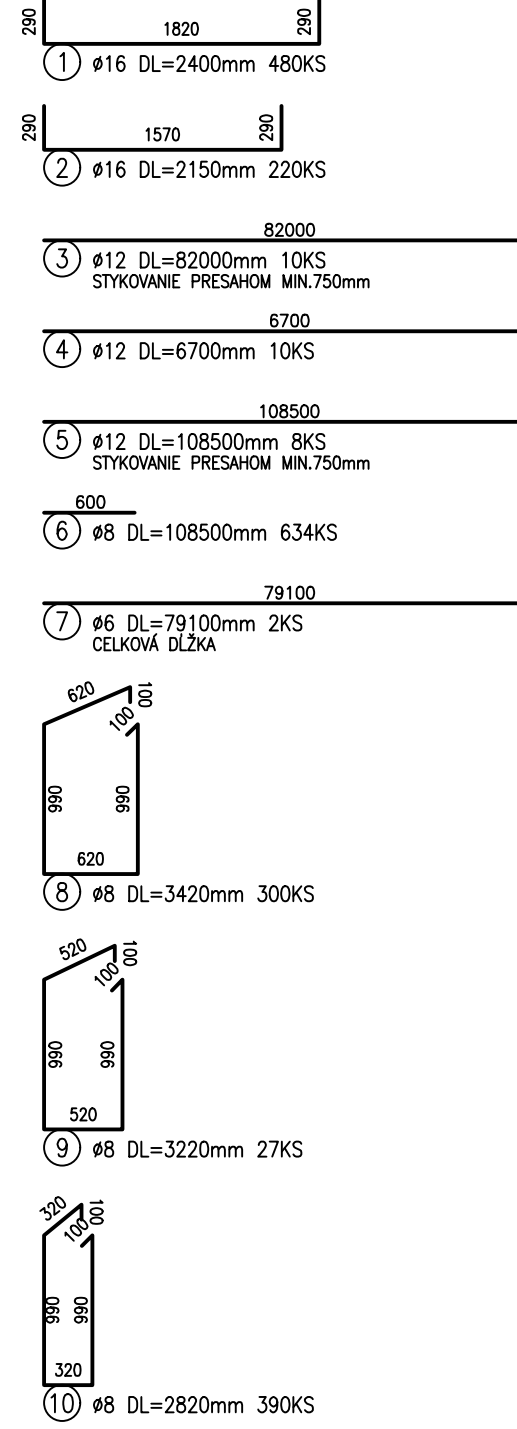 290 1820 290
1 ø16 DL=2400mm 480KS
290 1570 290
2 ø16 DL=2150mm 220KS
82000
3 ø12 DL=82000mm 10KS
STYKOVANIE PRESAHOM MIN.750mm
6700
4 ø12 DL=6700mm 10KS
108500
5 ø12 DL=108500mm 8KS
STYKOVANIE PRESAHOM MIN.750mm
600
6 ø8 DL=108500mm 634KS
79100
7 ø6 DL=79100mm 2KS
CELKOVÁ DĹŽKA
620 100
100
990 990
620
8 ø8 DL=3420mm 300KS
520 100
100
990 990
520
9 ø8 DL=3220mm 27KS
320 100
100
990 990
320
10 ø8 DL=2820mm 390KS